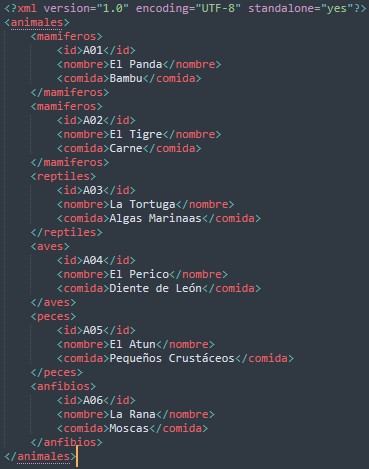 <?xml version="1.0" encoding="UTF-8" standalone="yes"?>
<animales>
<mamiferos>
<id>A01</id>
<nombre>El Panda</nombre>
<comida>Bambu</comida>
</mamiferos>
<mamiferos>
<id>A02</id>
<nombre>El Tigre</nombre>
<comida>Carne</comida>
</mamiferos>
<reptiles>
<id>A03</id>
<nombre>La Tortuga</nombre>
<comida>Algas Marinaas</comida>
</reptiles>
<aves>
<id>A04</id>
<nombre>El Perico</nombre>
<comida>Diente de León</comida>
</aves>
<peces>
<id>A05</id>
<nombre>El Atun</nombre>
<comida>Pequeños Crustáceos</comida>
</peces>
<anfibios>
<id>A06</id>
<nombre>La Rana</nombre>
<comida>Moscas</comida>
</anfibios>
</animales>